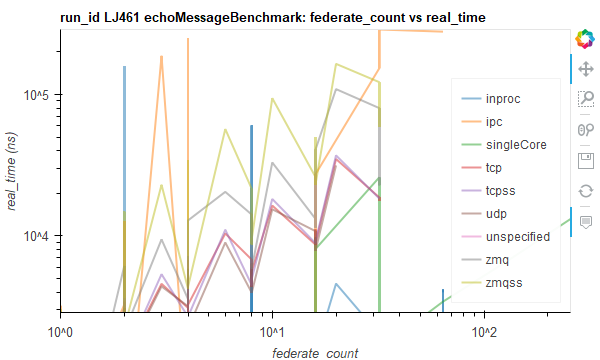 run_id LJ461 echoMessageBenchmark: federate_count vs real_time
real_time (ns)
10^5
10^4
10^0
10^1
10^2
federate_count
inproc
ipc
singleCore
tcp
tcpss
udp
unspecified
zmq
zmqss